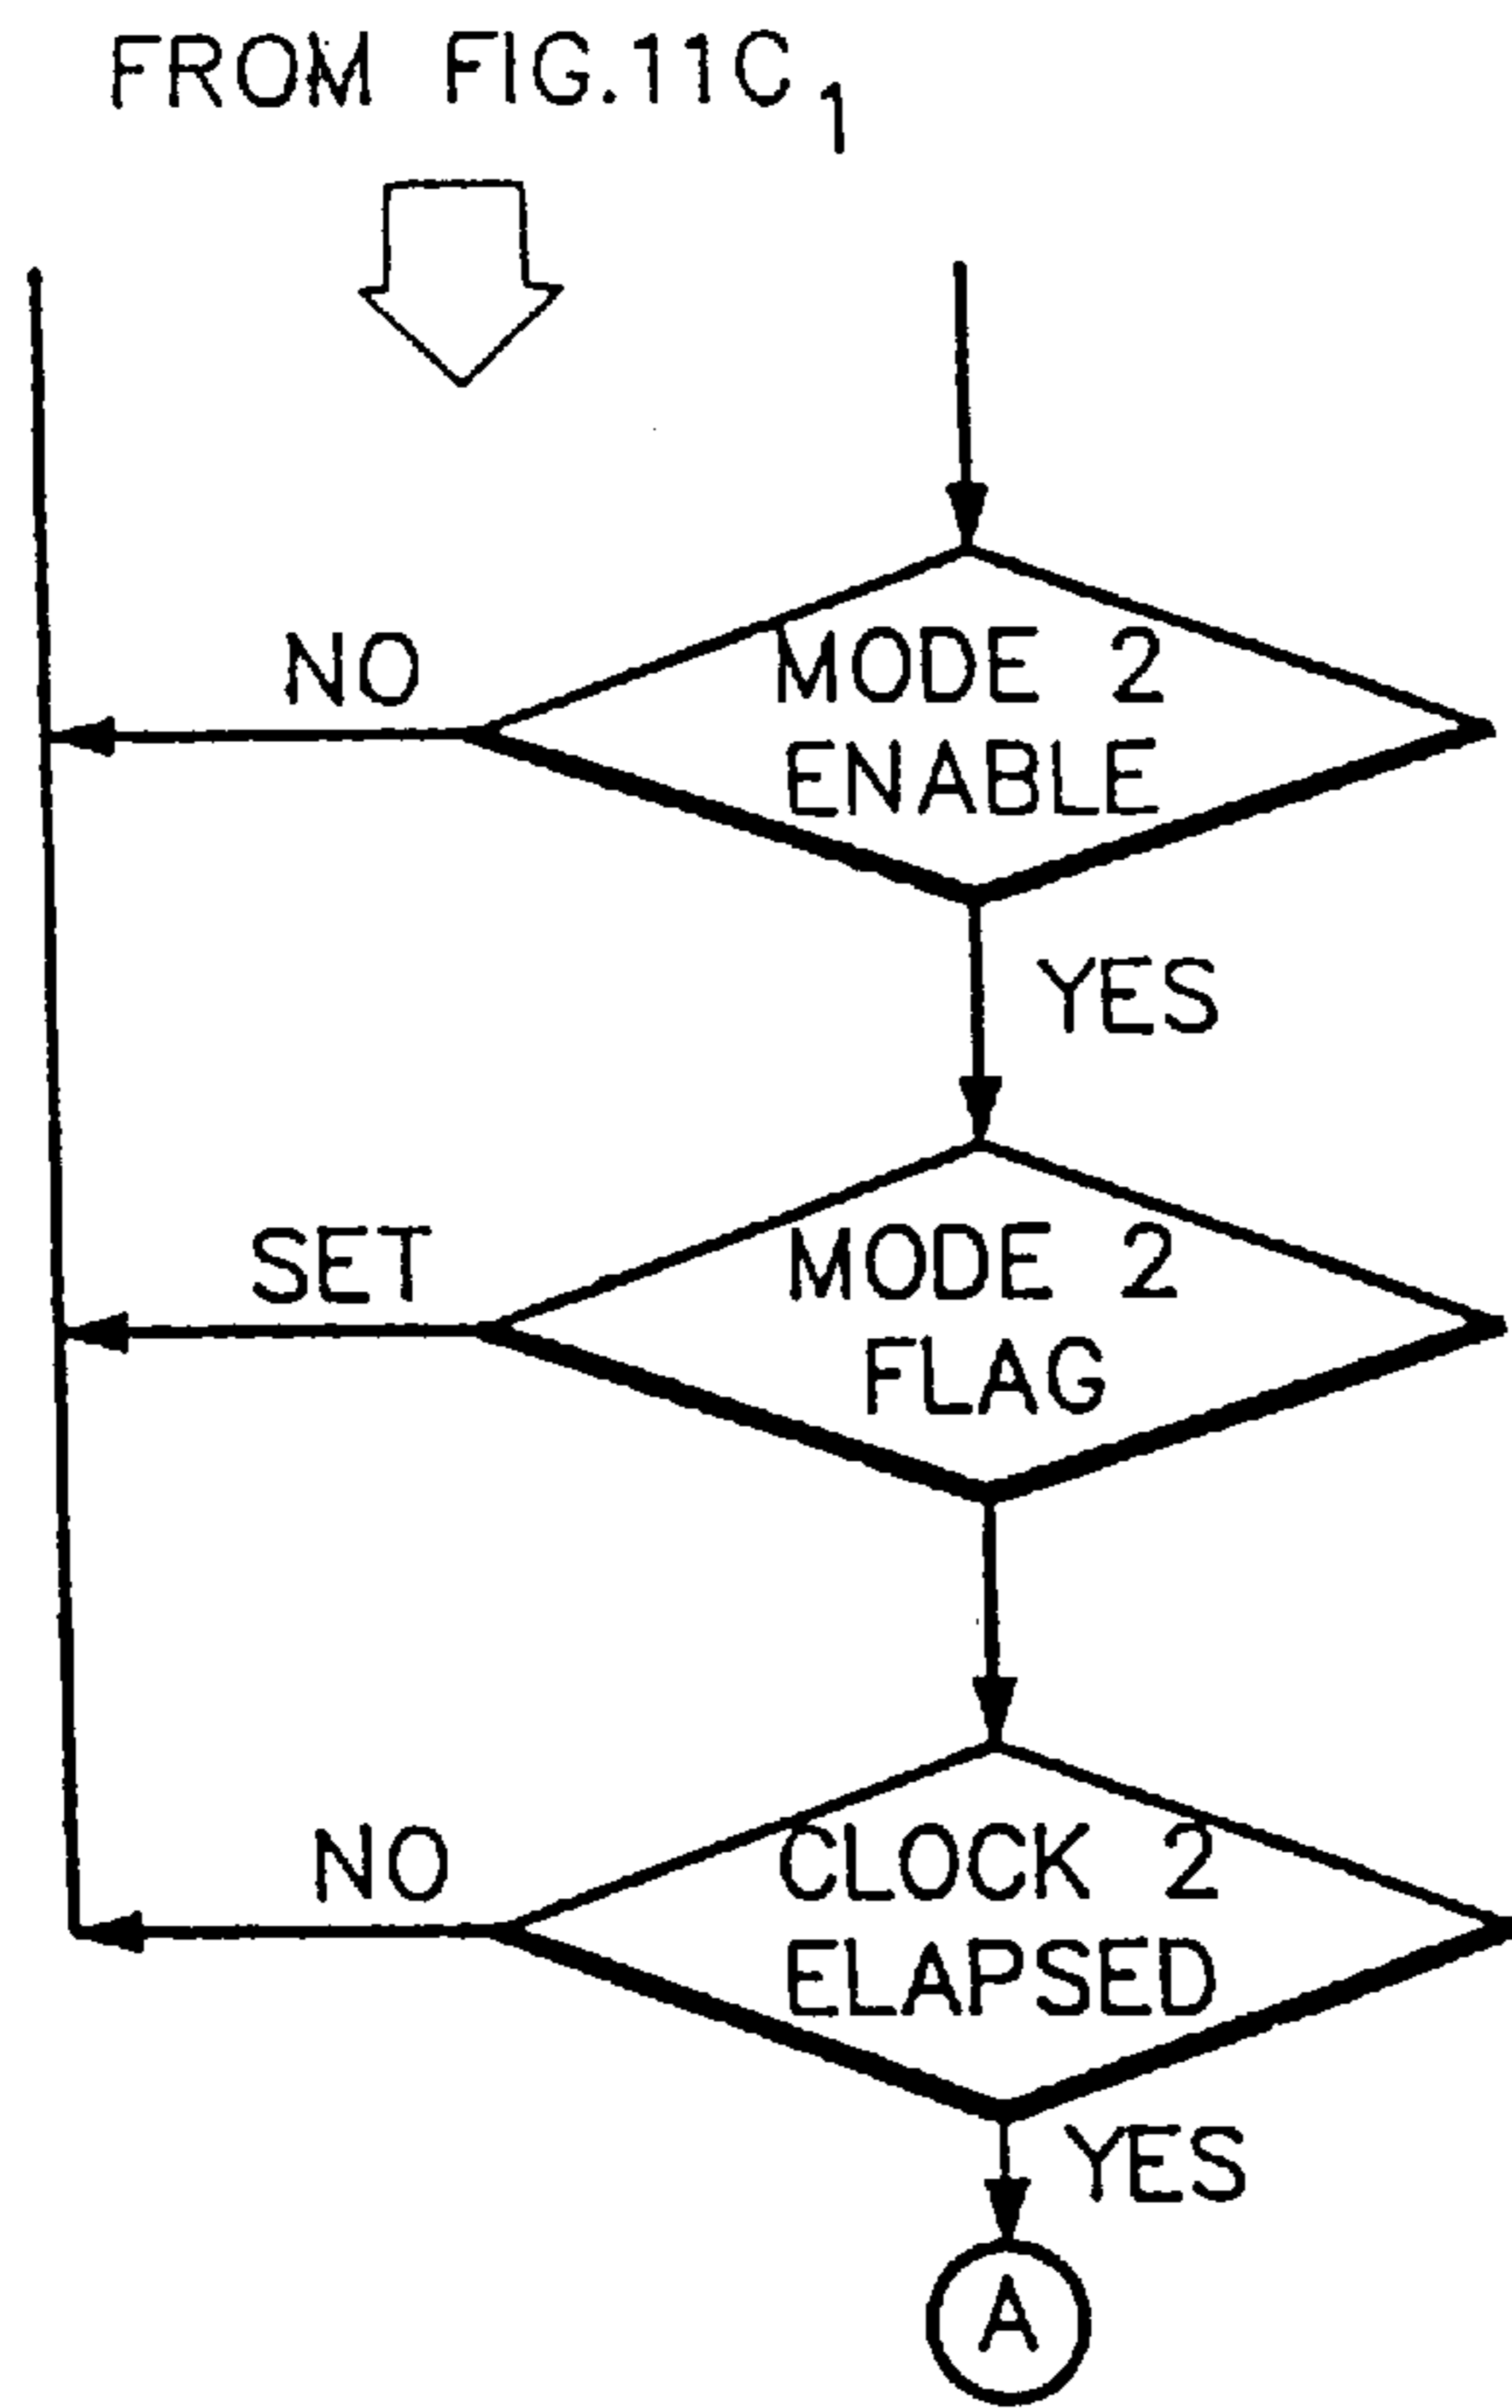 FROM FIG.11C1
NO
MODE 2
ENABLE
YES
SET
MODE 2
FLAG
NO
CLOCK 2
ELAPSED
YES
A